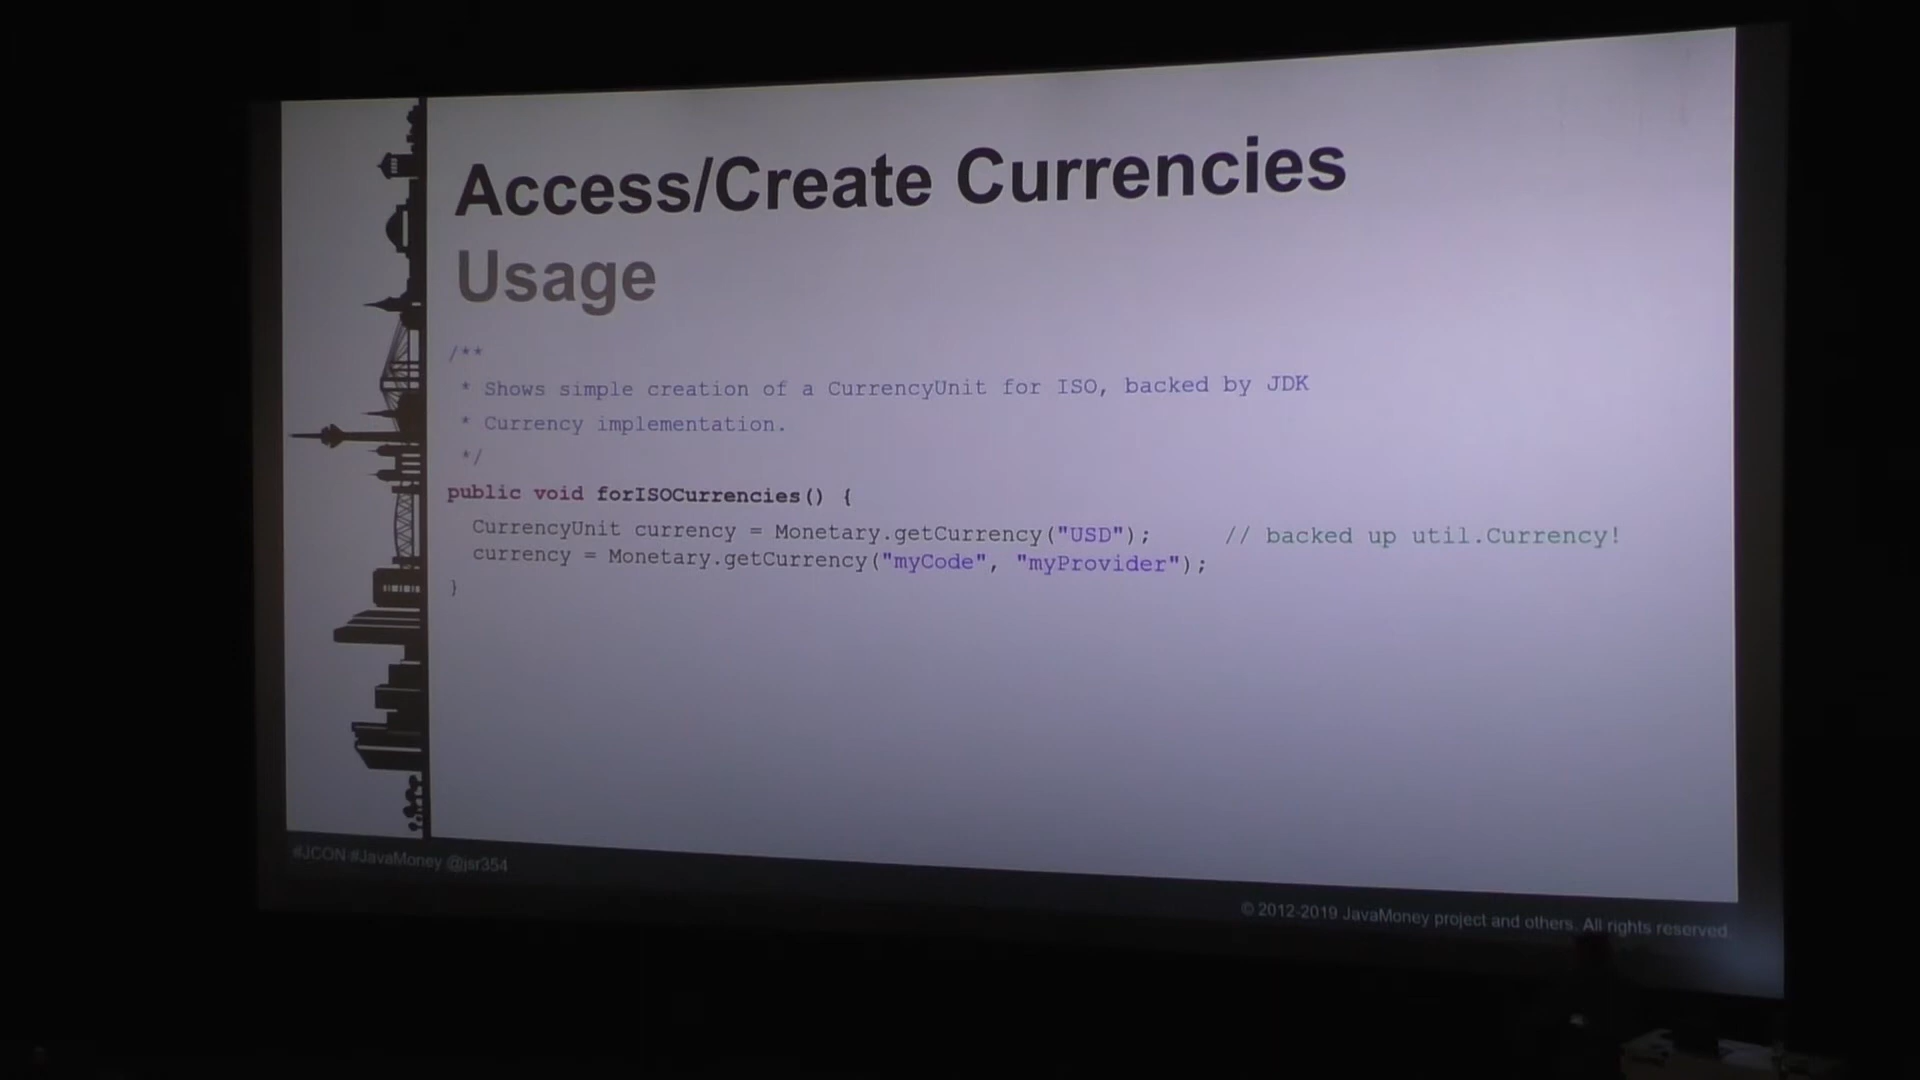 Access/Create Currencies
Usage
/**
* Shows simple creation of a CurrencyUnit for ISO, backed by JDK
* Currency implementation.
*/
public void forISOCurrencies() {
CurrencyUnit currency = Monetary.getCurrency("USD"); // backed up util.Currency!
currency = Monetary.getCurrency("myCode", "myProvider");
}
#JCON #JavaMoney @jsr354
© 2012-2019 JavaMoney project and others. All rights reserved.